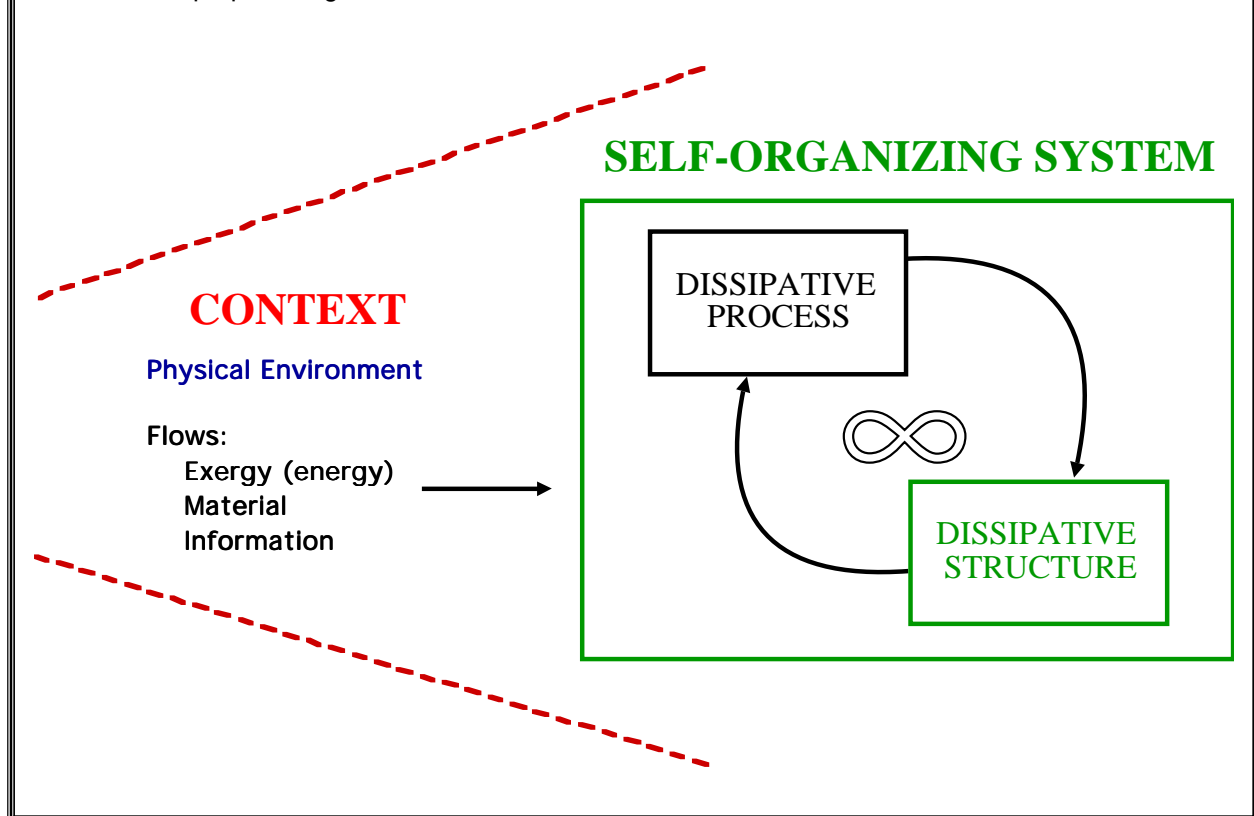 SELF-ORGANIZING SYSTEM
DISSIPATIVE
PROCESS
CONTEXT
Physical Environment
Flows:
Exergy (energy)
Material
Information
DISSIPATIVE
STRUCTURE